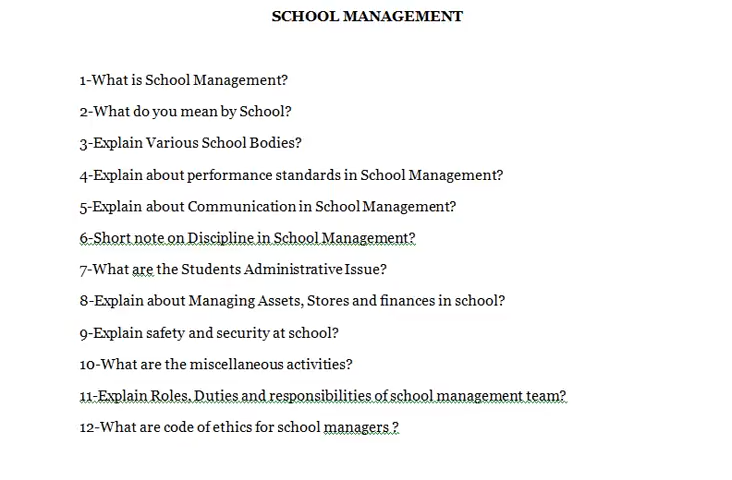 SCHOOL MANAGEMENT
1-What is School Management?
2-What do you mean by School?
3-Explain Various School Bodies?
4-Explain about performance standards in School Management?
5-Explain about Communication in School Management?
6-Short note on Discipline in School Management?
7-What are the Students Administrative Issue?
8-Explain about Managing Assets, Stores and finances in school?
9-Explain safety and security at school?
10-What are the miscellaneous activities?
11-Explain Roles, Duties and responsibilities of school management team?
12-What are code of ethics for school managers ?